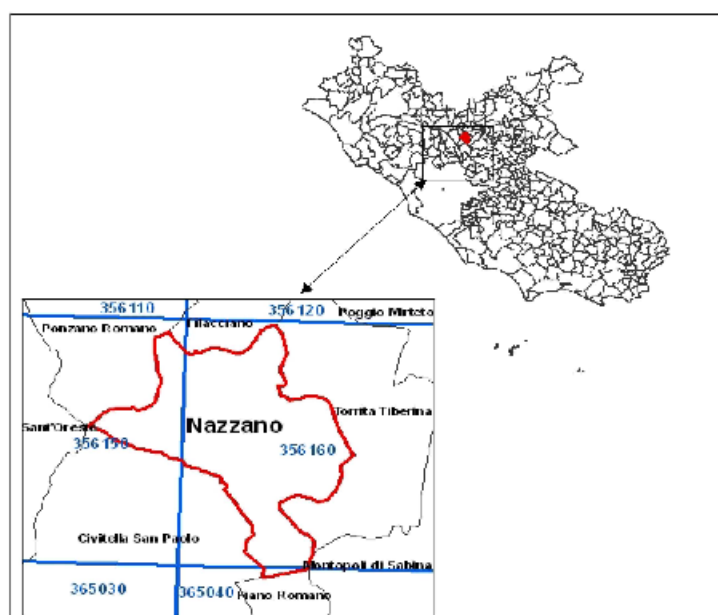 356110
356120
Poggio Mirteto
Ponzano Romano
Filacciano
Nazzano
Torrita Tiberina
Sant'Oreste
356150
356160
Civitella San Paolo
Montopoli di Sabina
365030
365040
Fiano Romano